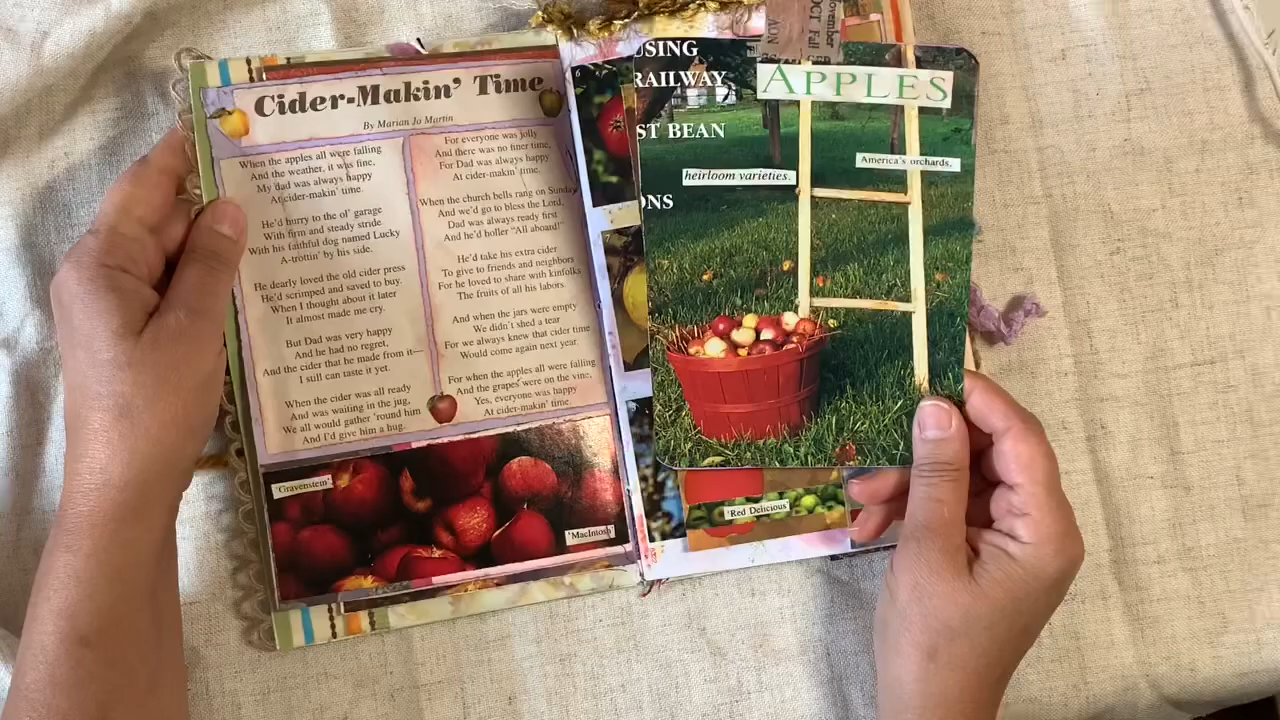 Cider-Makin' Time
By Marian Jo Martin
When the apples all were falling
And the weather, it was fine,
My dad was always happy
At cider-makin' time.
He'd hurry to the ol' garage
With firm and steady stride
With his faithful dog named Lucky
A-trottin' by his side.
He dearly loved the old cider press
He'd scrimped and saved to buy.
When I thought about it later
It almost made me cry.
But Dad was very happy
And he had no regret,
And the cider that he made from it—
I still can taste it yet.
When the cider was all ready
And was waiting in the jug,
We all would gather 'round him
And I'd give him a hug.
For everyone was jolly
And there was no finer time,
For Dad was always happy
At cider-makin' time.
When the church bells rang on Sunday
And we'd go to bless the Lord,
Dad was always ready first
And he'd holler "All aboard!"
He'd take his extra cider
To give to friends and neighbors
For he loved to share with kinfolks
The fruits of all his labors.
And when the jars were empty
We didn't shed a tear
For we always knew that cider time
Would come again next year.
For when the apples all were falling
And the grapes were on the vine,
Yes, everyone was happy
At cider-makin' time.
'Gravenstein'
'MacIntosh'
6
7
USING
RAILWAY
ST BEAN
ONS
November
OCT Fall
NOV
APPLES
America's orchards,
heirloom varieties.
'Red Delicious'